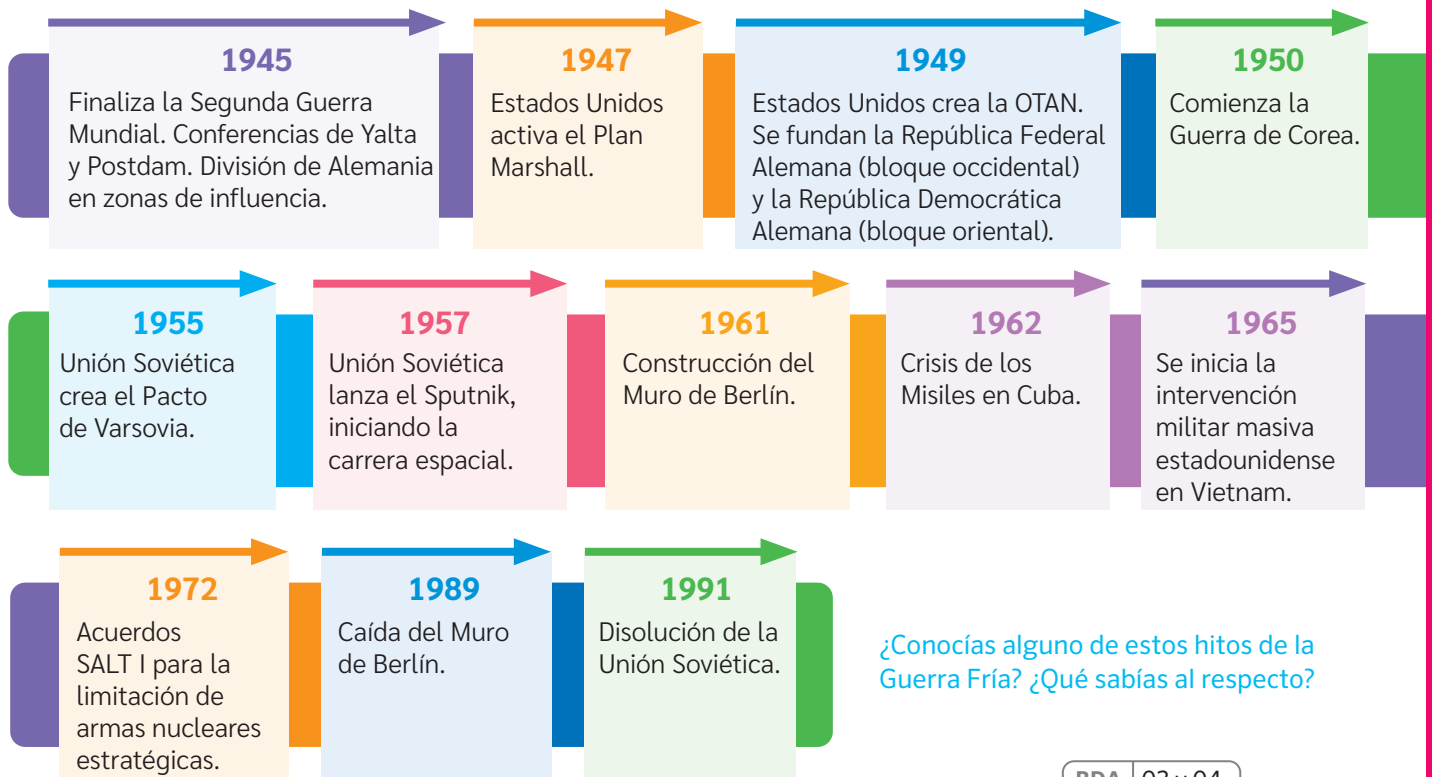 1945
Finaliza la Segunda Guerra
Mundial. Conferencias de Yalta
y Postdam. División de Alemania
en zonas de influencia.
1947
Estados Unidos
activa el Plan
Marshall.
1949
Estados Unidos crea la OTAN.
Se fundan la República Federal
Alemana (bloque occidental)
y la República Democrática
Alemana (bloque oriental).
1950
Comienza la
Guerra de Corea.
1955
Unión Soviética
crea el Pacto
de Varsovia.
1957
Unión Soviética
lanza el Sputnik,
iniciando la
carrera espacial.
1961
Construcción del
Muro de Berlín.
1962
Crisis de los
Misiles en Cuba.
1965
Se inicia la
intervención
militar masiva
estadounidense
en Vietnam.
1972
Acuerdos
SALT I para la
limitación de
armas nucleares
estratégicas.
1989
Caída del Muro
de Berlín.
1991
Disolución de la
Unión Soviética.
¿Conocías alguno de estos hitos de la
Guerra Fría? ¿Qué sabías al respecto?